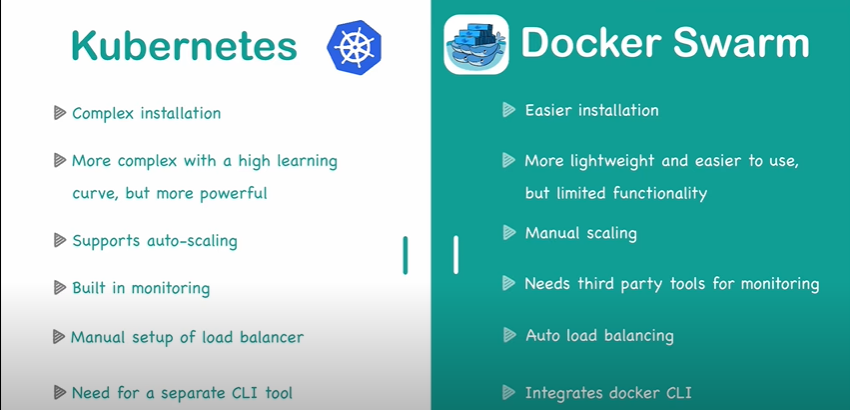 Kubernetes
Complex installation
More complex with a high learning
curve, but more powerful
Supports auto-scaling
Built in monitoring
Manual setup of load balancer
Need for a separate CLI tool
Docker Swarm
Easier installation
More lightweight and easier to use,
but limited functionality
Manual scaling
Needs third party tools for monitoring
Auto load balancing
Integrates docker CLI